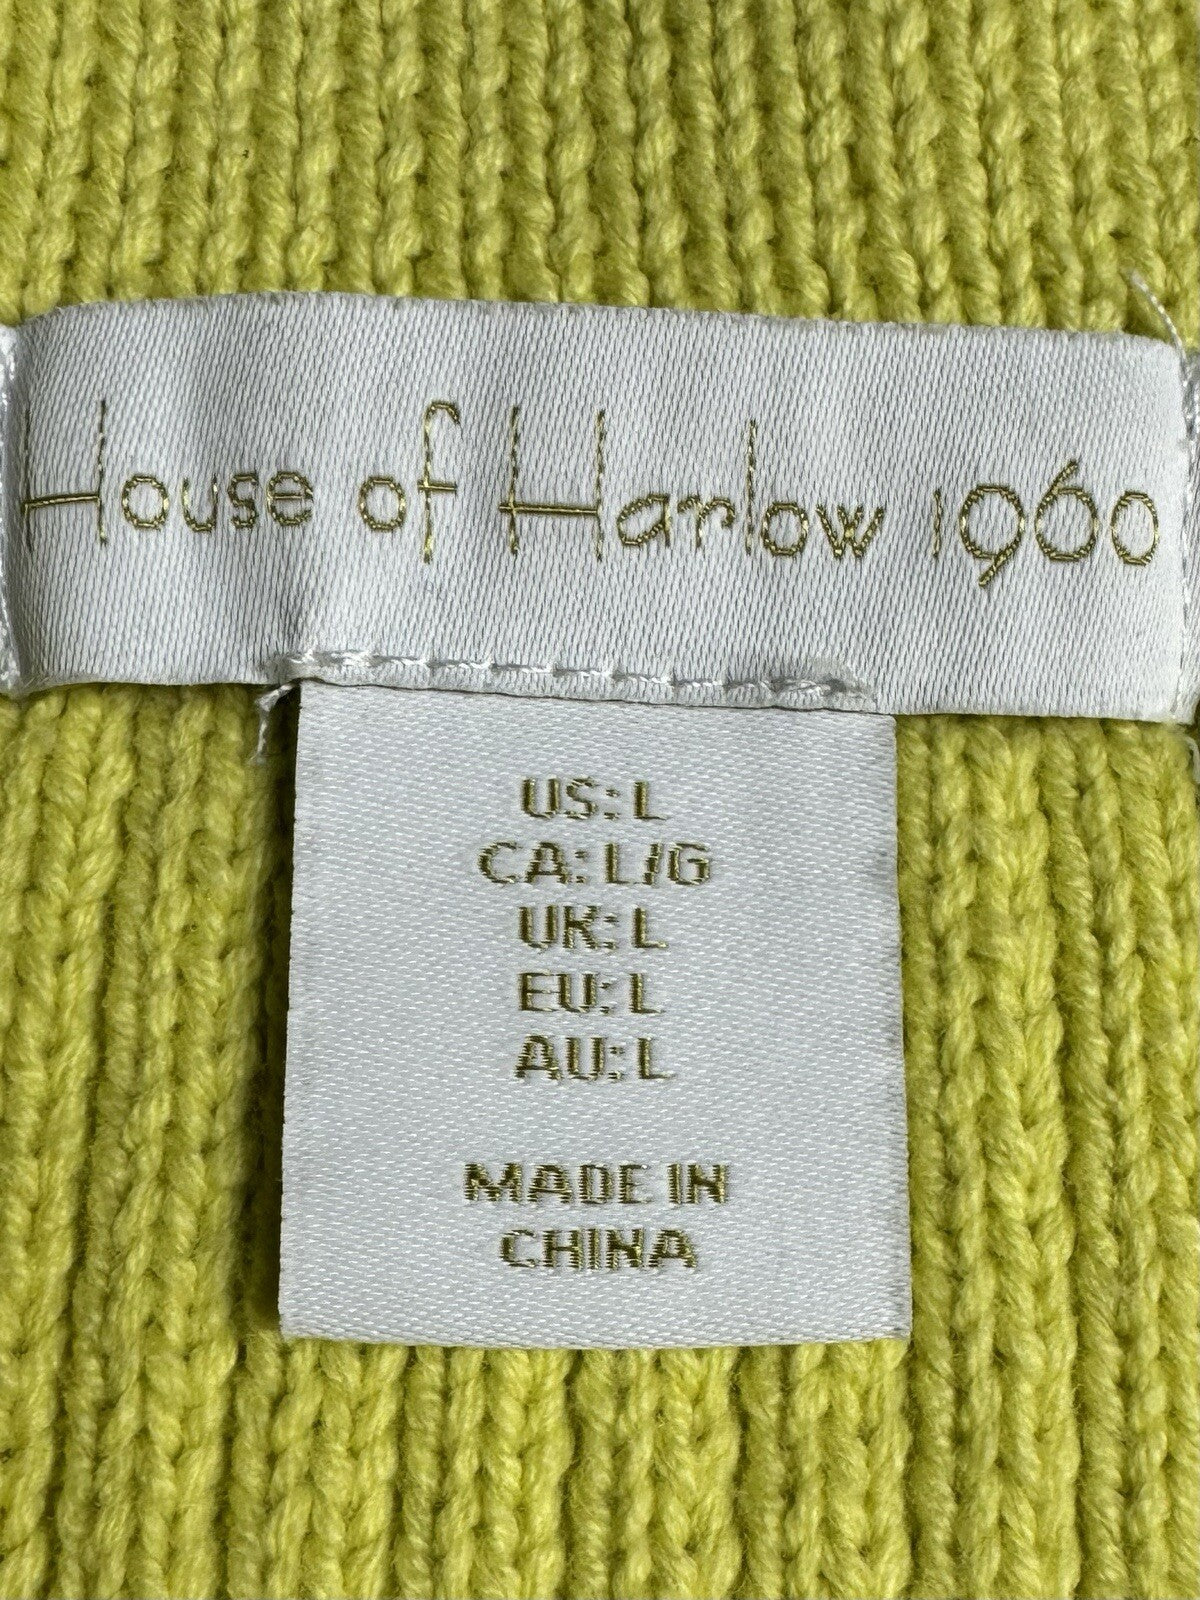 House of Harlow 1960
US: L
CA: L/G
UK: L
EU: L
AU: L
MADE IN
CHINA